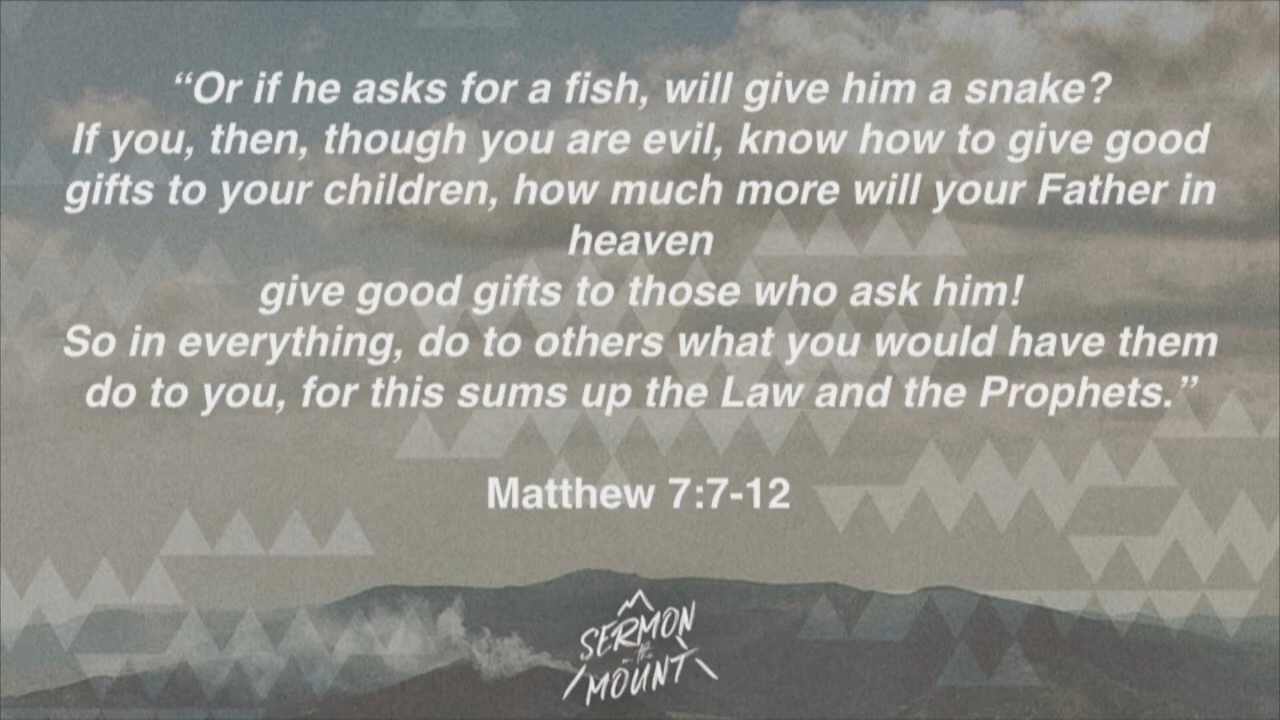 “Or if he asks for a fish, will give him a snake?
If you, then, though you are evil, know how to give good
gifts to your children, how much more will your Father in
heaven
give good gifts to those who ask him!
So in everything, do to others what you would have them
do to you, for this sums up the Law and the Prophets.”
Matthew 7:7-12
SERMON
on the
MOUNT